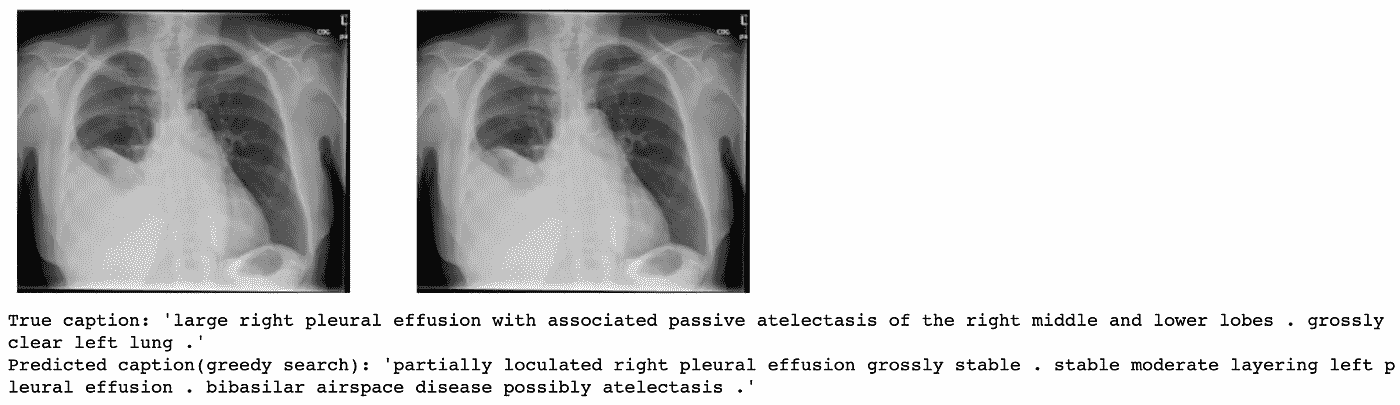 True caption: 'large right pleural effusion with associated passive atelectasis of the right middle and lower lobes . grossly
clear left lung .'
Predicted caption(greedy search): 'partially loculated right pleural effusion grossly stable . stable moderate layering left p
leural effusion . bibasilar airspace disease possibly atelectasis .'